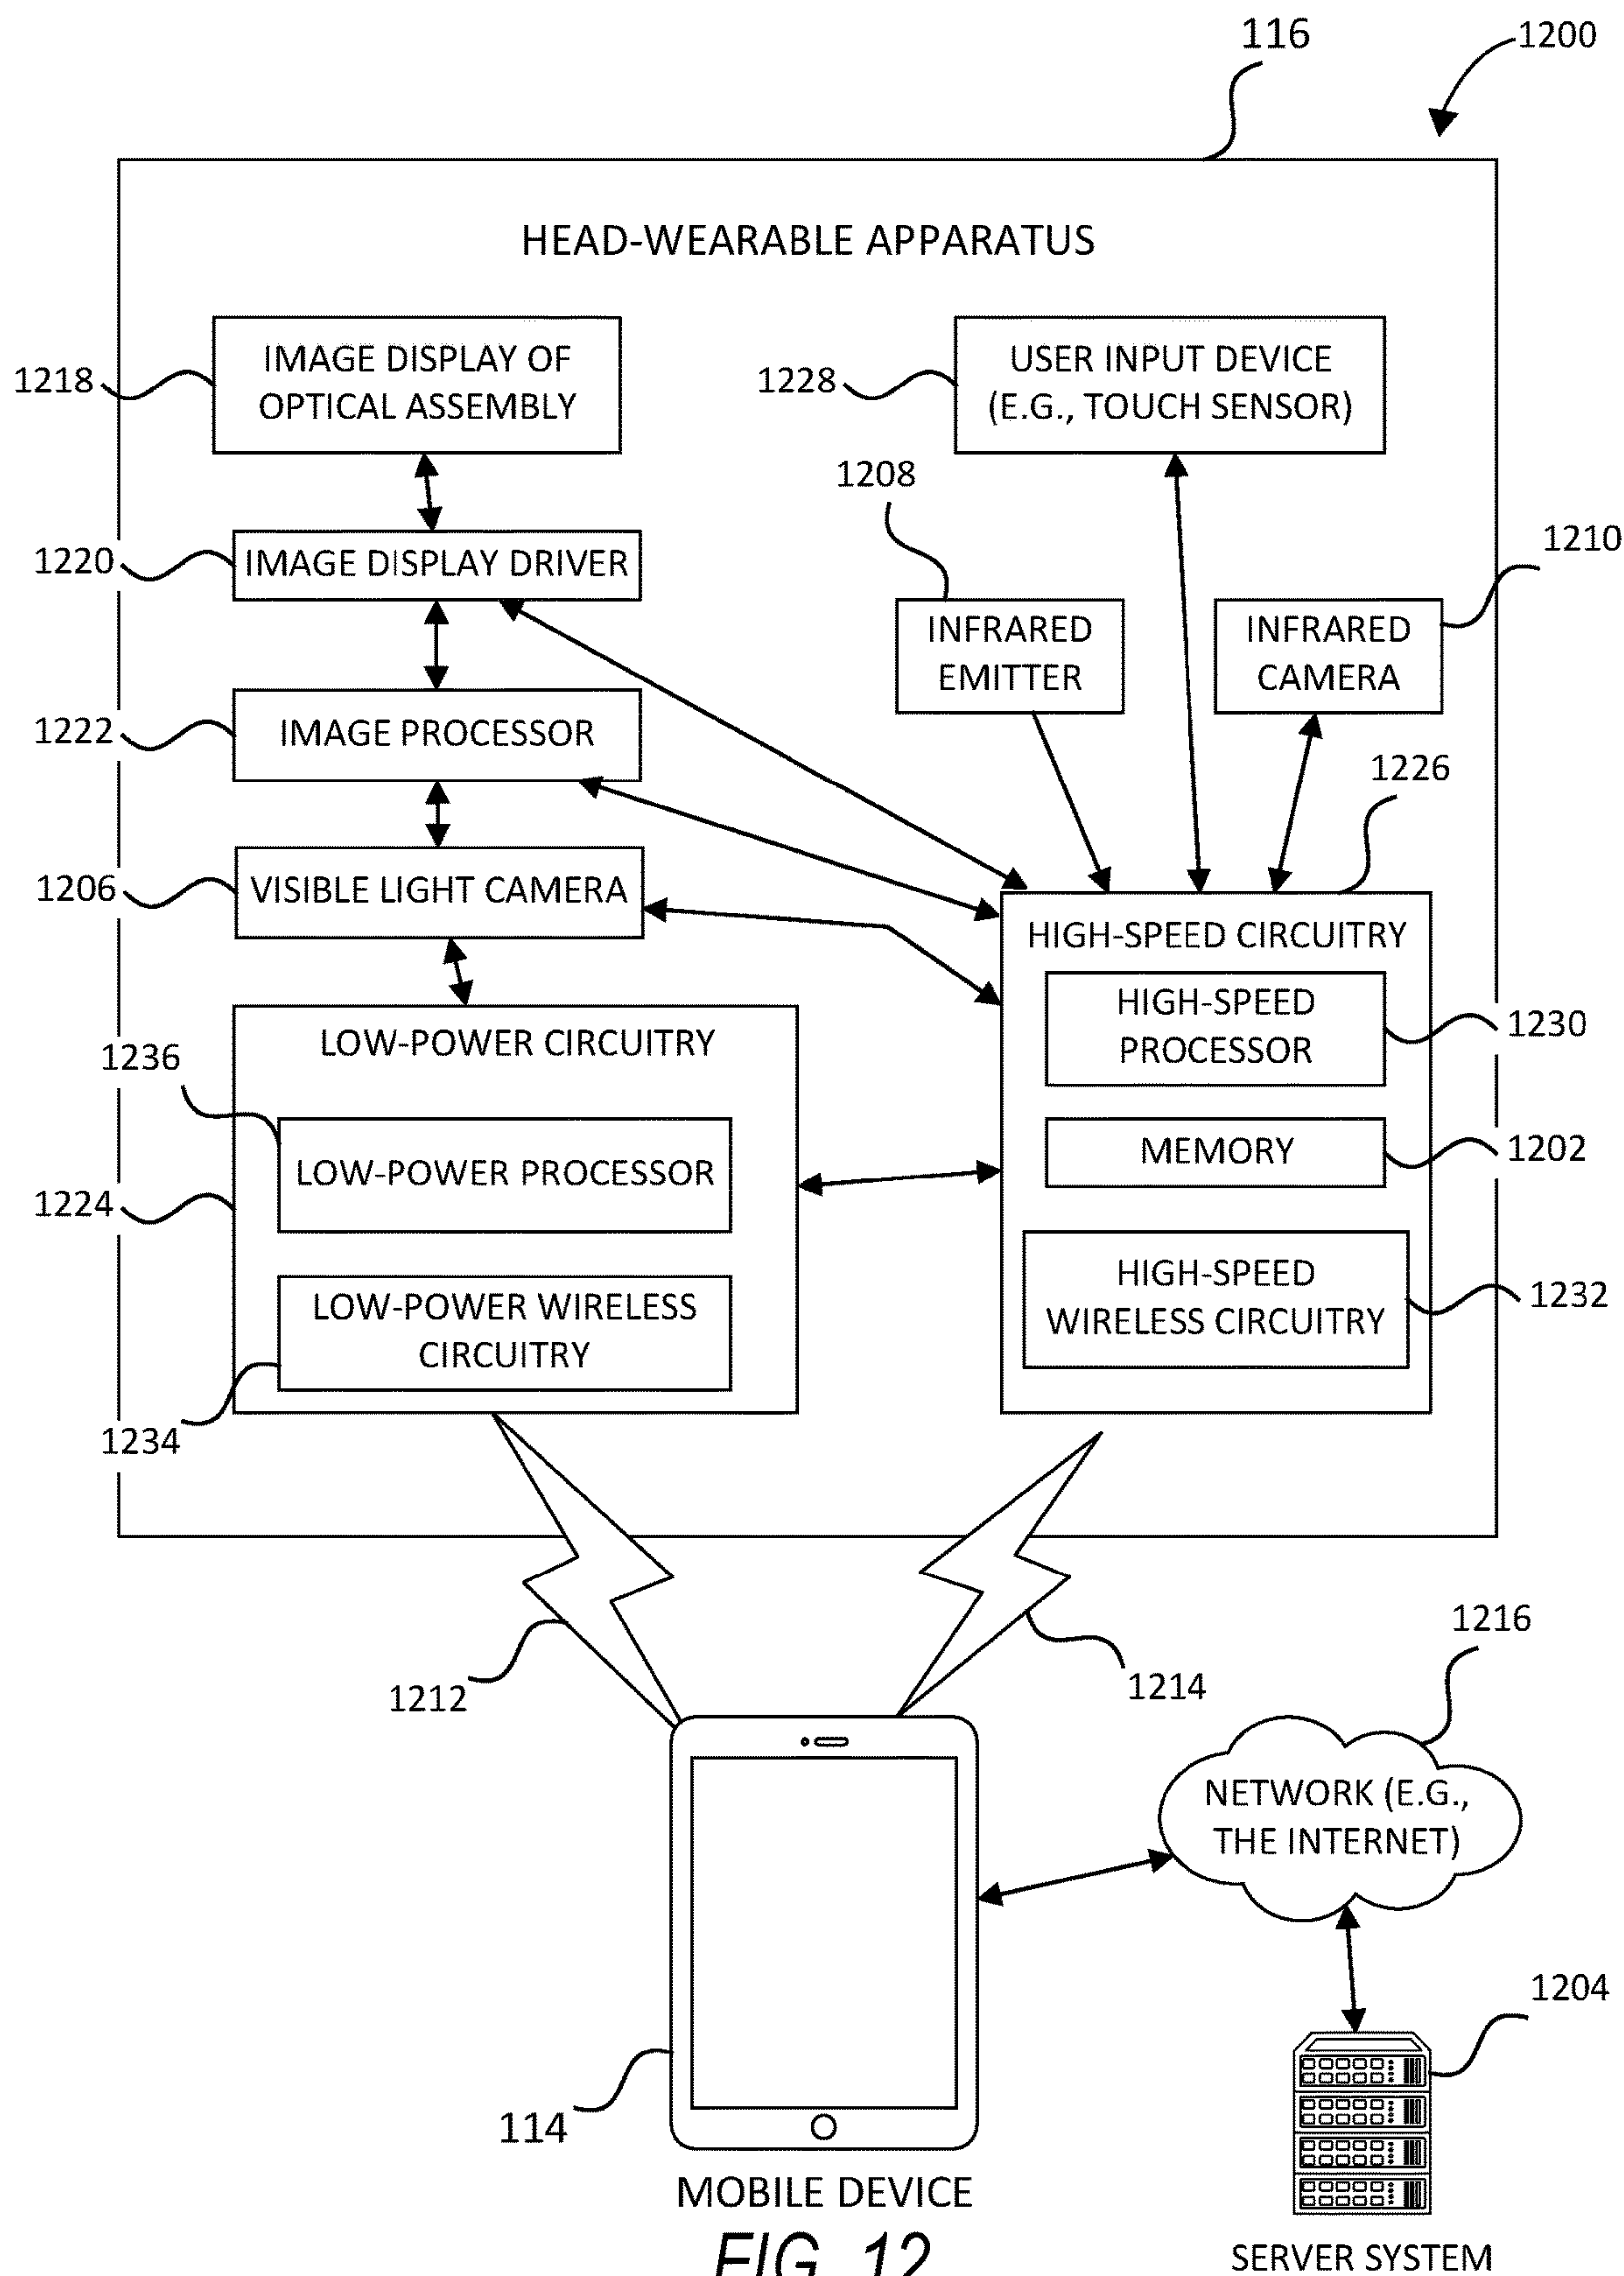 116
1200
HEAD-WEARABLE APPARATUS
IMAGE DISPLAY OF
OPTICAL ASSEMBLY
1218
USER INPUT DEVICE
(E.G., TOUCH SENSOR)
1228
1208
1210
1220
IMAGE DISPLAY DRIVER
INFRARED
EMITTER
INFRARED
CAMERA
1222
IMAGE PROCESSOR
1226
1206
VISIBLE LIGHT CAMERA
HIGH-SPEED CIRCUITRY
HIGH-SPEED
PROCESSOR
1230
LOW-POWER CIRCUITRY
1236
LOW-POWER PROCESSOR
MEMORY
1202
1224
HIGH-SPEED
WIRELESS CIRCUITRY
1232
LOW-POWER WIRELESS
CIRCUITRY
1234
1212
1214
1216
NETWORK (E.G.,
THE INTERNET)
1204
114
MOBILE DEVICE
SERVER SYSTEM
FIG. 12